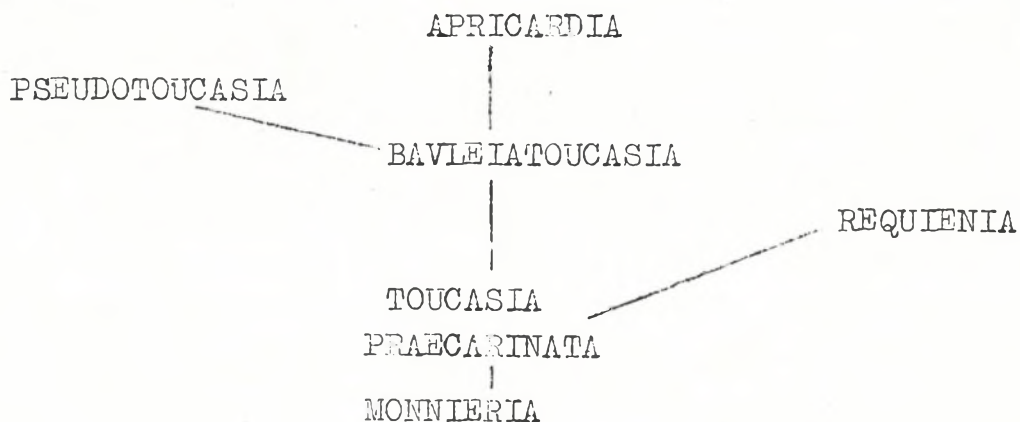 APRICARDIA
PSEUDOTOUCASIA
BAVLEIATOUCASIA
REQUIENIA
TOUCASIA
PRAECARINATA
MONNIERIA